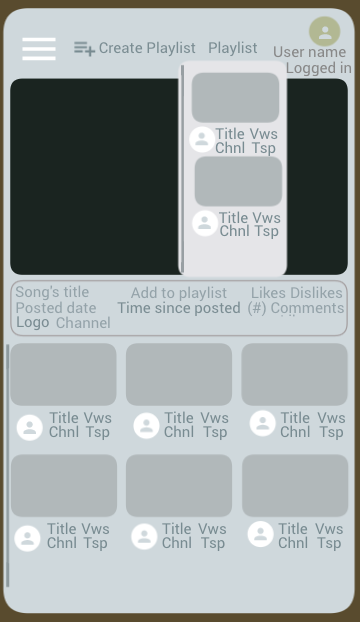 Create Playlist Playlist
User name
Logged in
Title Vws
Chnl Tsp
Title Vws
Chnl Tsp
Song's title Add to playlist Likes Dislikes
Posted date Time since posted (#) Comments
Logo Channel
Title Vws Title Vws Title Vws
Chnl Tsp Chnl Tsp Chnl Tsp
Title Vws Title Vws Title Vws
Chnl Tsp Chnl Tsp Chnl Tsp